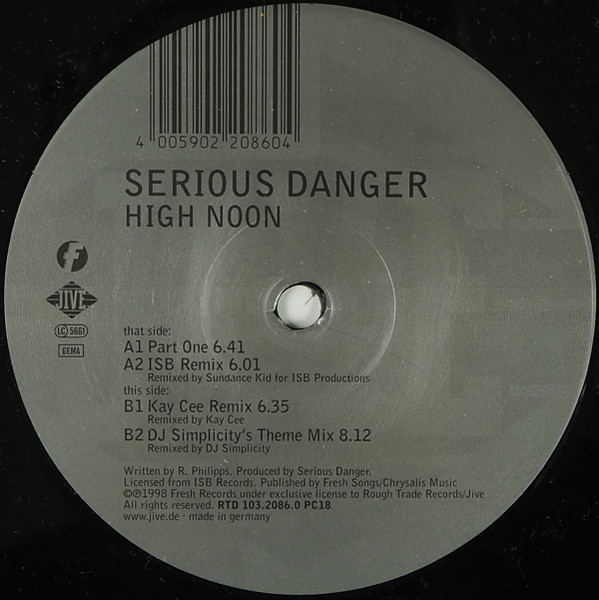 4 005902 208604
SERIOUS DANGER
HIGH NOON
f
JIVE
LC 5661
GEMA
that side:
A1 Part One 6.41
A2 ISB Remix 6.01
Remixed by Sundance Kid for ISB Productions
this side:
B1 Kay Cee Remix 6.35
Remixed by Kay Cee
B2 DJ Simplicity's Theme Mix 8.12
Remixed by DJ Simplicity
Written by R. Philipps. Produced by Serious Danger.
Licensed from ISB Records. Published by Fresh Songs/Chrysalis Music
©℗1998 Fresh Records under exclusive license to Rough Trade Records/Jive
All rights reserved. RTD 103.2086.0 PC18
www.jive.de - made in germany